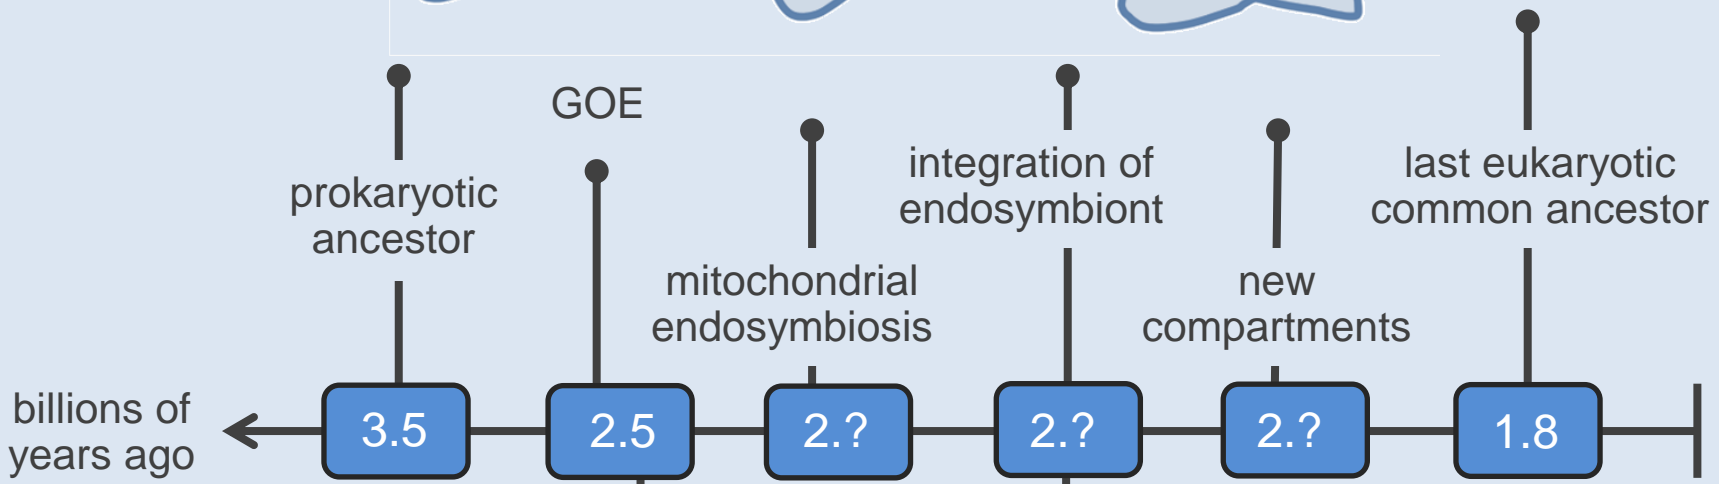 GOE
prokaryotic
ancestor
mitochondrial
endosymbiosis
integration of
endosymbiont
new
compartments
last eukaryotic
common ancestor
billions of
years ago
3.5
2.5
2.?
2.?
2.?
1.8